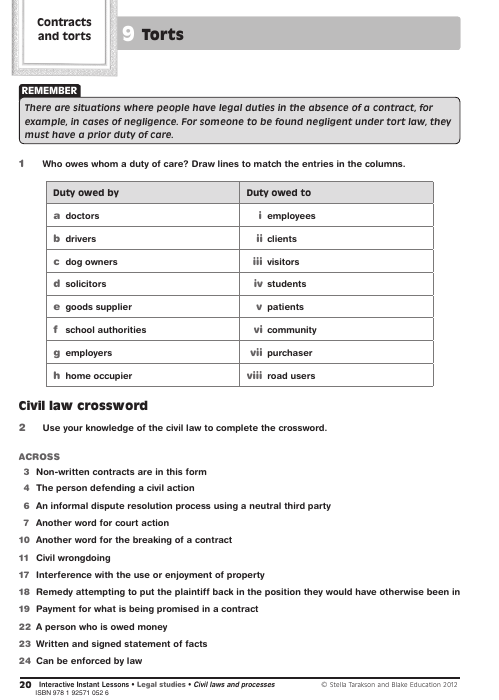 Contracts
and torts
9 Torts
REMEMBER
There are situations where people have legal duties in the absence of a contract, for
example, in cases of negligence. For someone to be found negligent under tort law, they
must have a prior duty of care.
1 Who owes whom a duty of care? Draw lines to match the entries in the columns.
Duty owed by Duty owed to
a doctors i employees
b drivers ii clients
c dog owners iii visitors
d solicitors iv students
e goods supplier v patients
f school authorities vi community
g employers vii purchaser
h home occupier viii road users
Civil law crossword
2 Use your knowledge of the civil law to complete the crossword.
ACROSS
3 Non-written contracts are in this form
4 The person defending a civil action
6 An informal dispute resolution process using a neutral third party
7 Another word for court action
10 Another word for the breaking of a contract
11 Civil wrongdoing
17 Interference with the use or enjoyment of property
18 Remedy attempting to put the plaintiff back in the position they would have otherwise been in
19 Payment for what is being promised in a contract
22 A person who is owed money
23 Written and signed statement of facts
24 Can be enforced by law
20 Interactive Instant Lessons • Legal studies • Civil laws and processes © Stella Tarakson and Blake Education 2012
ISBN 978 1 92571 052 6